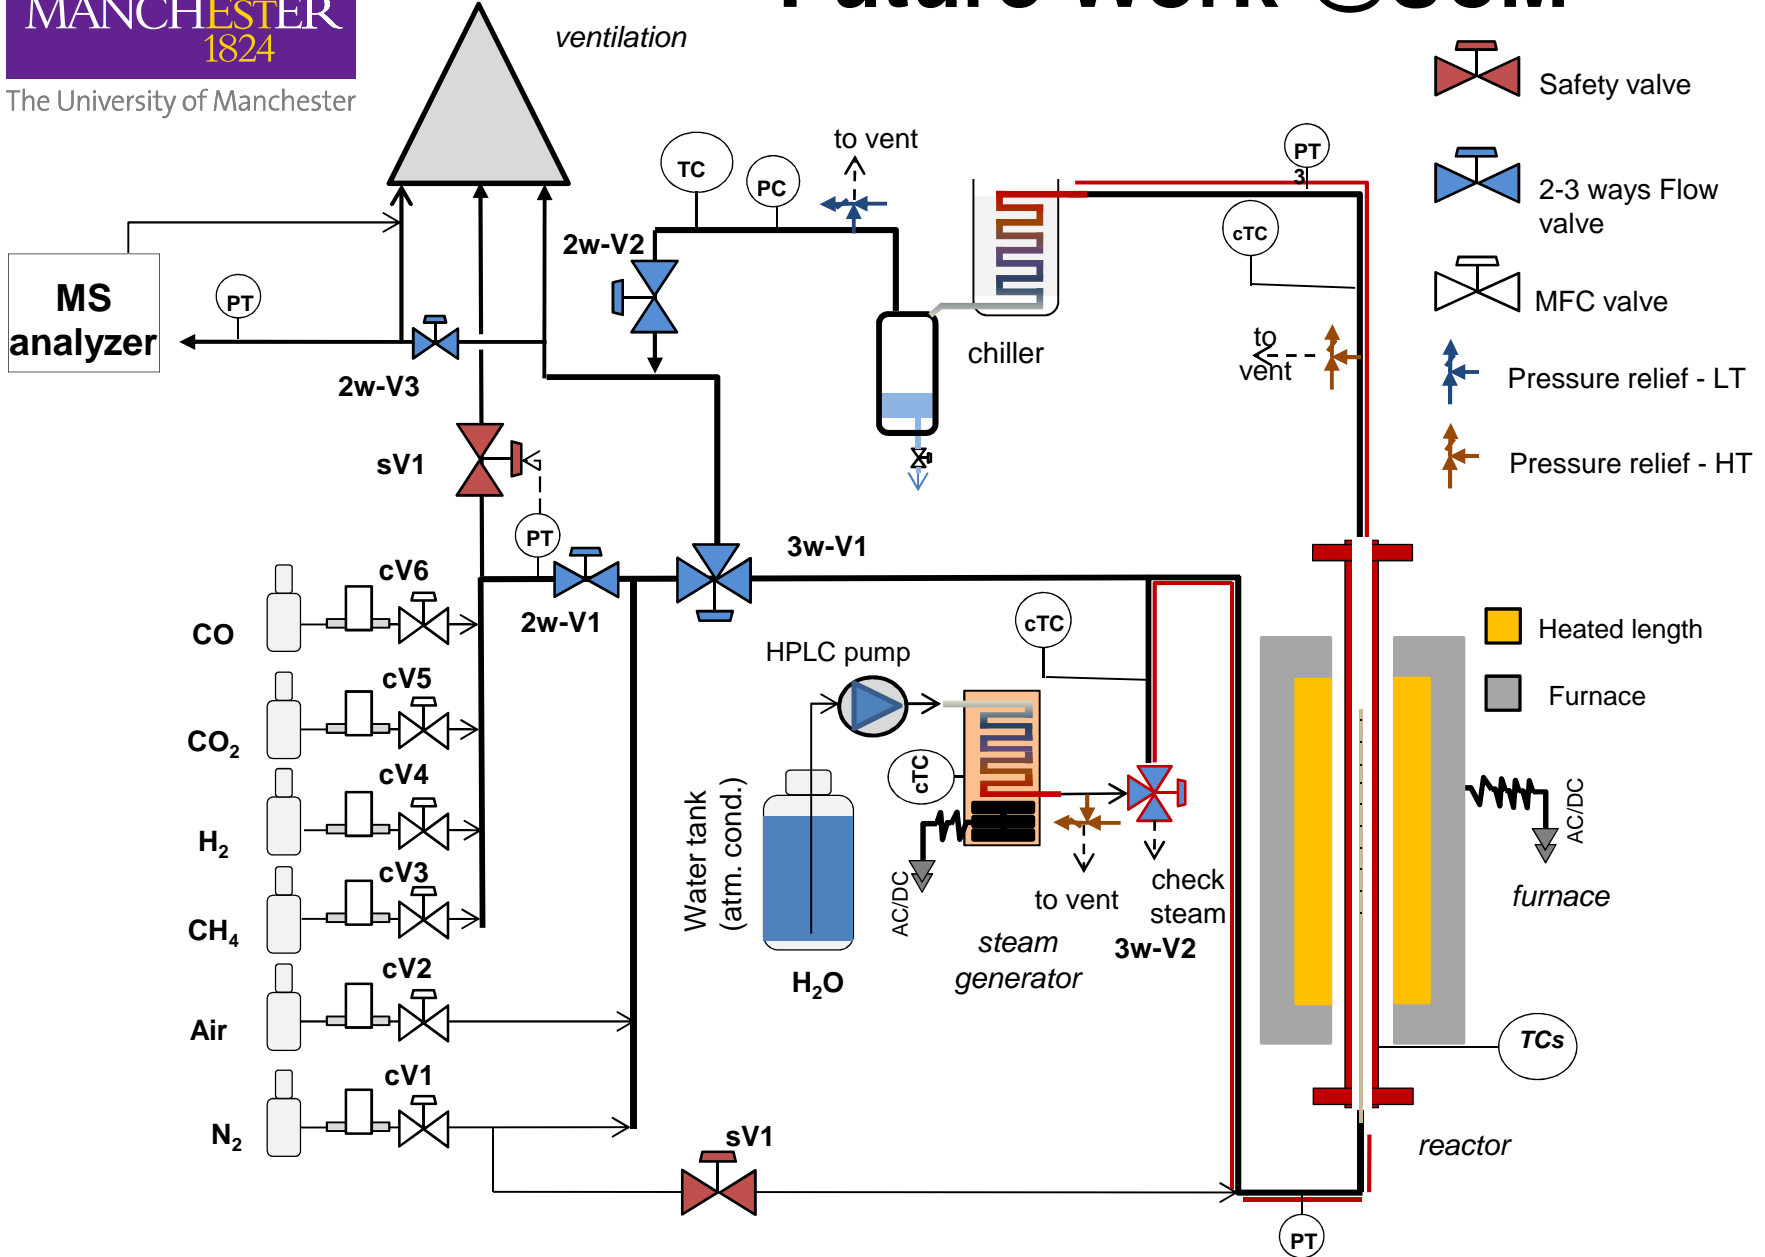 MANCHESTER
1824
The University of Manchester
Future work @UoM
ventilation
to vent
TC
PC
PT
3
cTC
Safety valve
2-3 ways Flow
valve
MFC valve
Pressure relief - LT
Pressure relief - HT
2w-V2
MS
analyzer
PT
2w-V3
chiller
to
vent
sV1
PT
3w-V1
2w-V1
cV6
CO
cV5
CO2
cV4
H2
cV3
CH4
cV2
Air
cV1
N2
cTC
HPLC pump
cTC
Water tank
(atm. cond.)
H2O
AC/DC
to vent
steam
generator
check
steam
3w-V2
Heated length
Furnace
AC/DC
furnace
TCs
reactor
sV1
PT